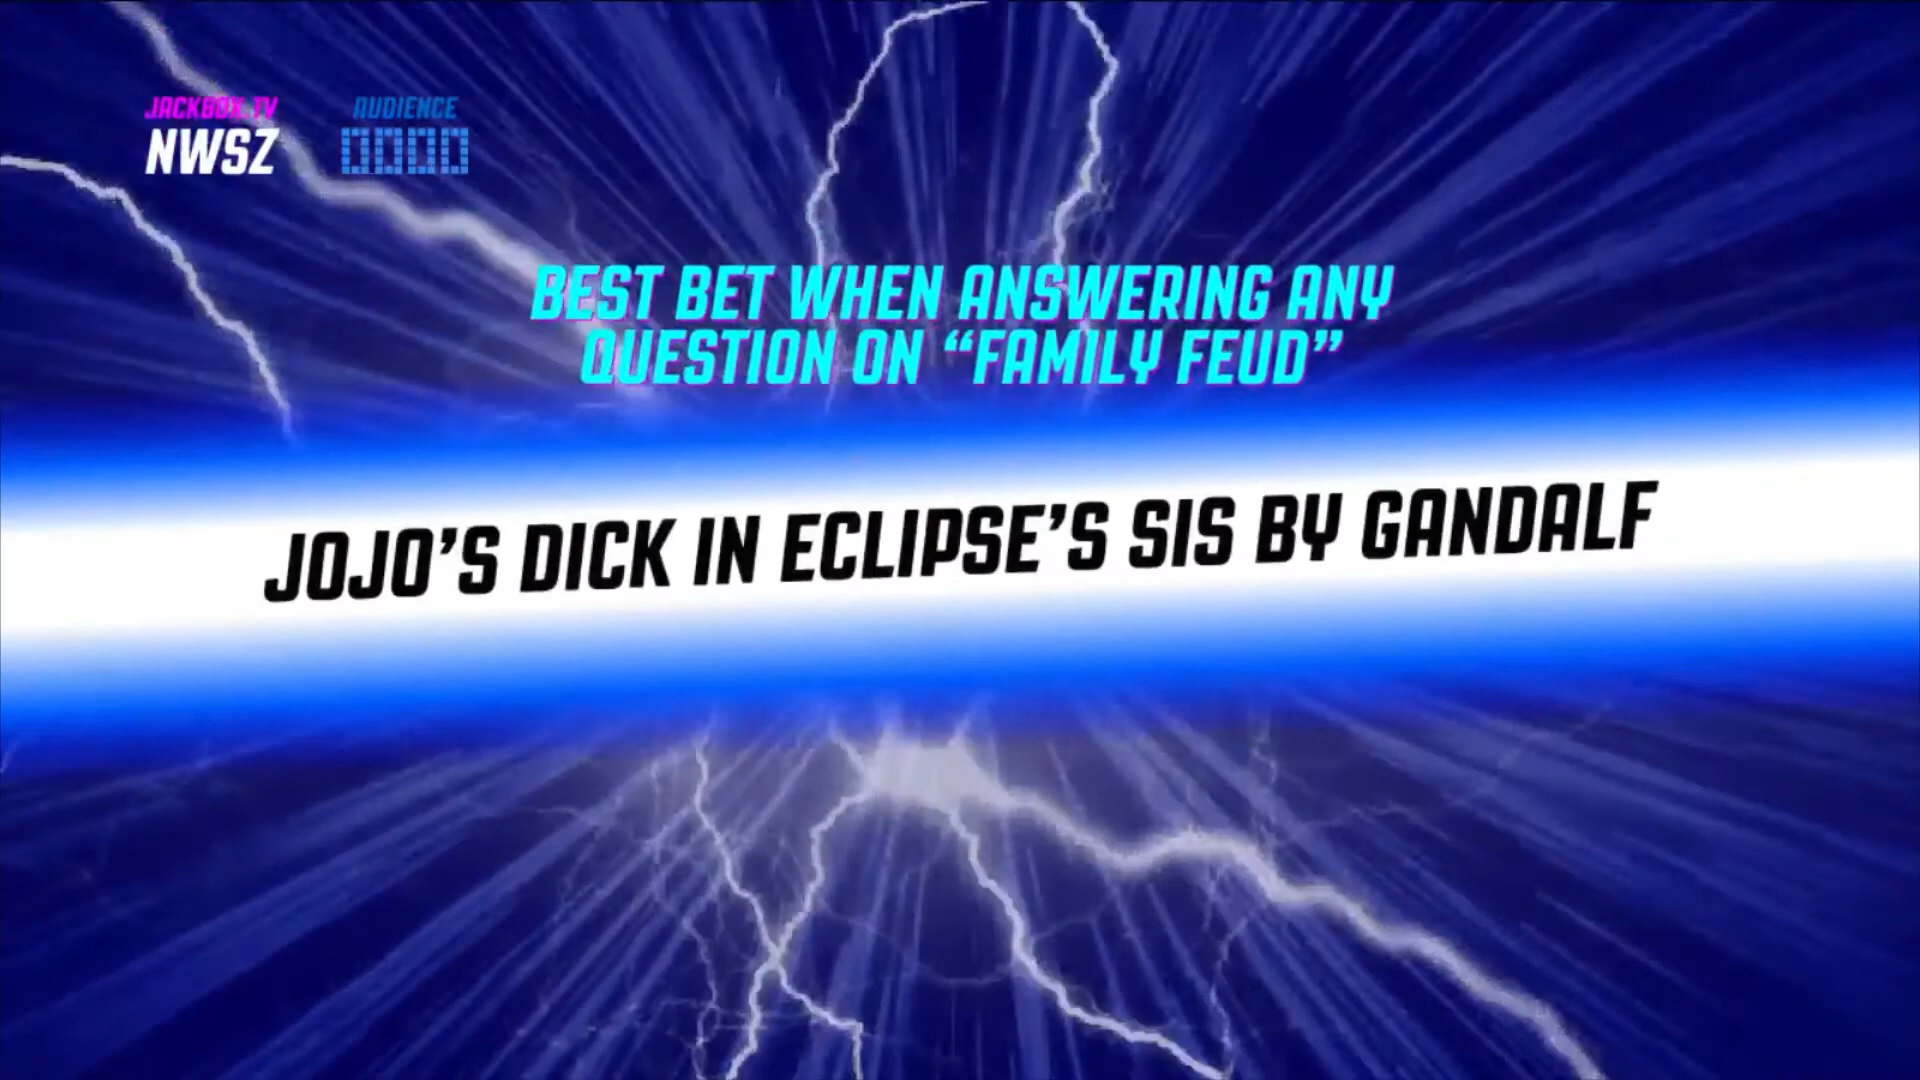 JACKBOX.TV
NWSZ
AUDIENCE
BEST BET WHEN ANSWERING ANY
QUESTION ON “FAMILY FEUD”
JOJO’S DICK IN ECLIPSE’S SIS BY GANDALF